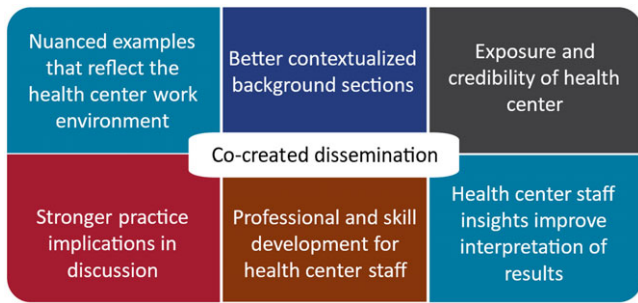 Nuanced examples
that reflect the
health center work
environment
Better contextualized
background sections
Exposure and
credibility of health
center
Co-created dissemination
Stronger practice
implications in
discussion
Professional and skill
development for
health center staff
Health center staff
insights improve
interpretation of
results